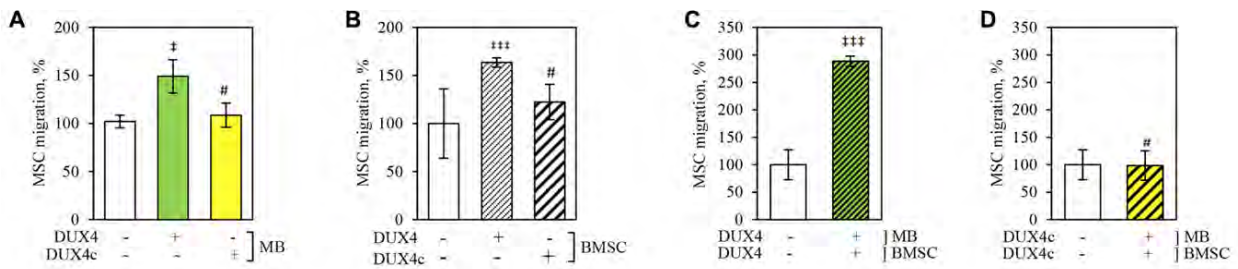 A
MSC migration, %
200
150
100
50
0
‡
#
DUX4 - + -
DUX4c - - +
] MB
B
MSC migration, %
200
150
100
50
0
‡‡‡
#
DUX4 - + -
DUX4c - - +
] BMSC
C
MSC migration, %
350
300
250
200
150
100
50
0
‡‡‡
DUX4 - + ] MB
DUX4 + ] BMSC
D
MSC migration, %
350
300
250
200
150
100
50
0
#
DUX4c - + ] MB
DUX4c + ] BMSC